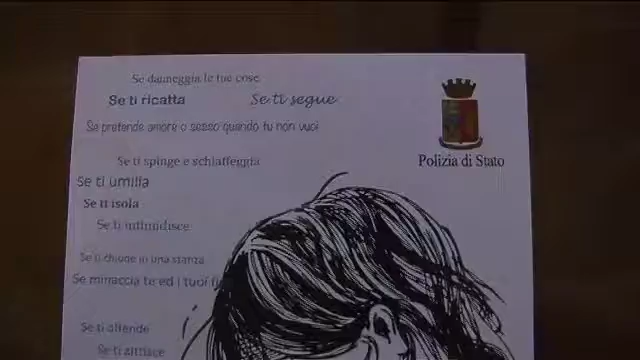 Se danneggia le tue cose
Se ti ricatta
Se ti segue
Se pretende amore o sesso quando tu non vuoi
Polizia di Stato
Se ti spinge e schiaffeggia
Se ti umilia
Se ti isola
Se ti intimidisce
Se ti chiude in una stanza
Se minaccia te ed i tuoi
Se ti offende
Se ti zittisce